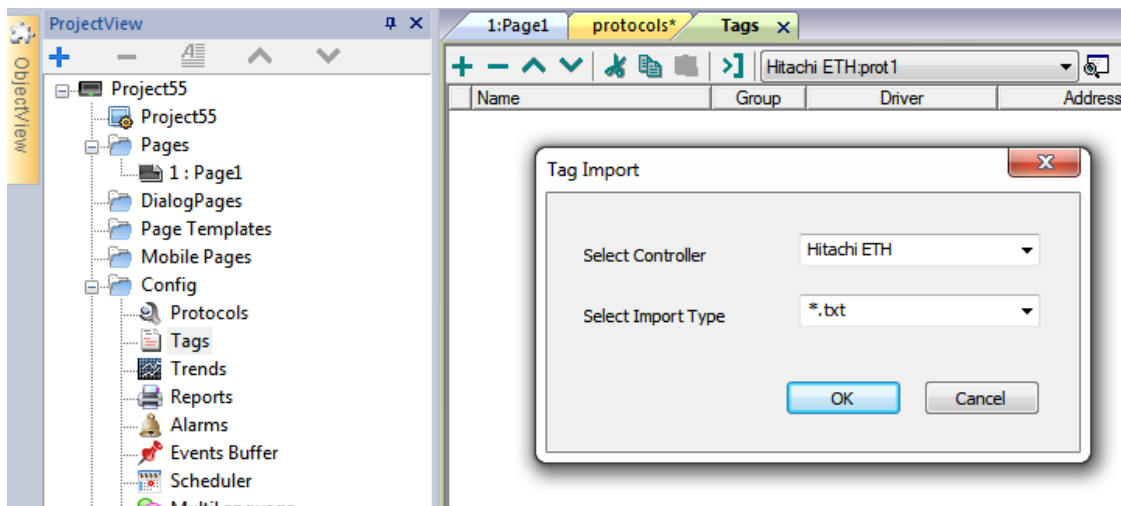 ObjectView
ProjectView
Project55
Project55
Pages
1 : Page1
DialogPages
Page Templates
Mobile Pages
Config
Protocols
Tags
Trends
Reports
Alarms
Events Buffer
Scheduler
1:Page1 protocols* Tags
Hitachi ETH:prot1
Name Group Driver Address
Tag Import
Select Controller Hitachi ETH
Select Import Type *.txt
OK Cancel